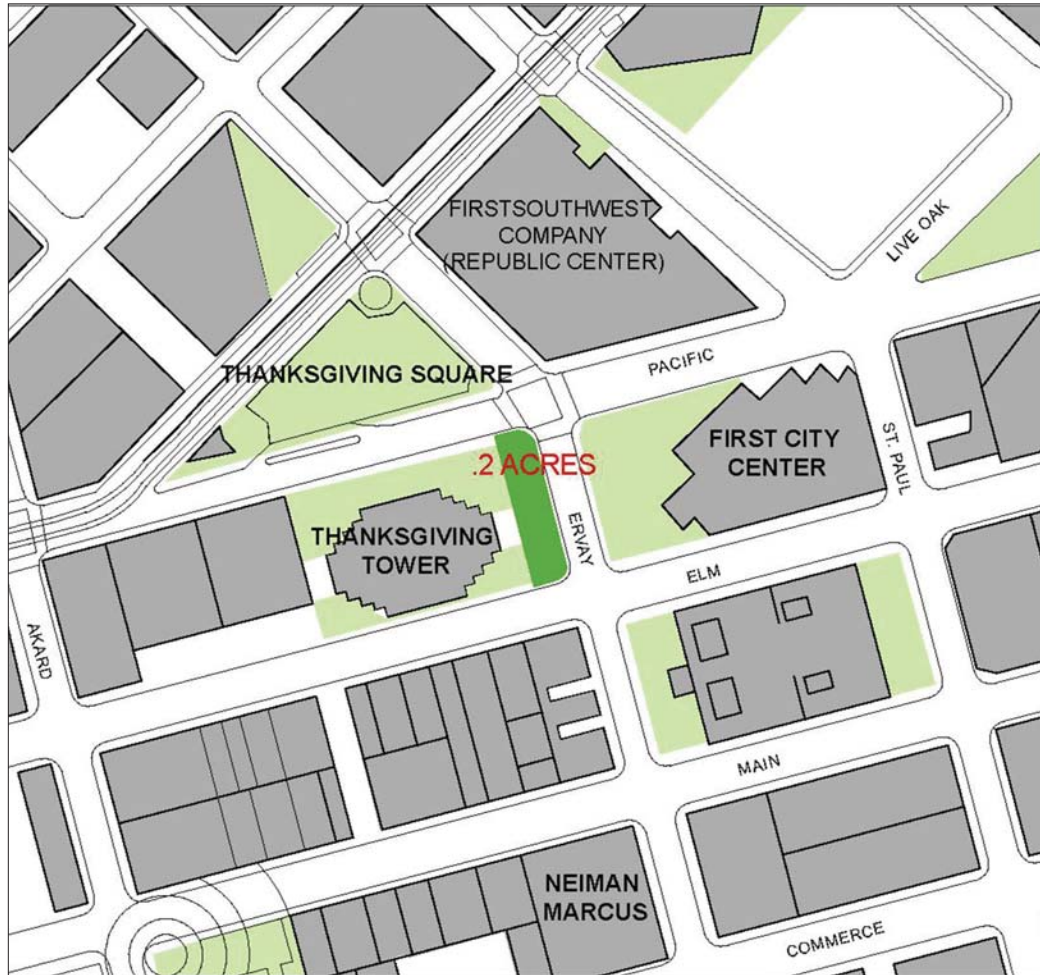 FIRSTSOUTHWEST
COMPANY
(REPUBLIC CENTER)
LIVE OAK
PACIFIC
THANKSGIVING SQUARE
.2 ACRES
FIRST CITY
CENTER
ST. PAUL
THANKSGIVING
TOWER
ERVAY
ELM
AKARD
MAIN
NEIMAN
MARCUS
COMMERCE